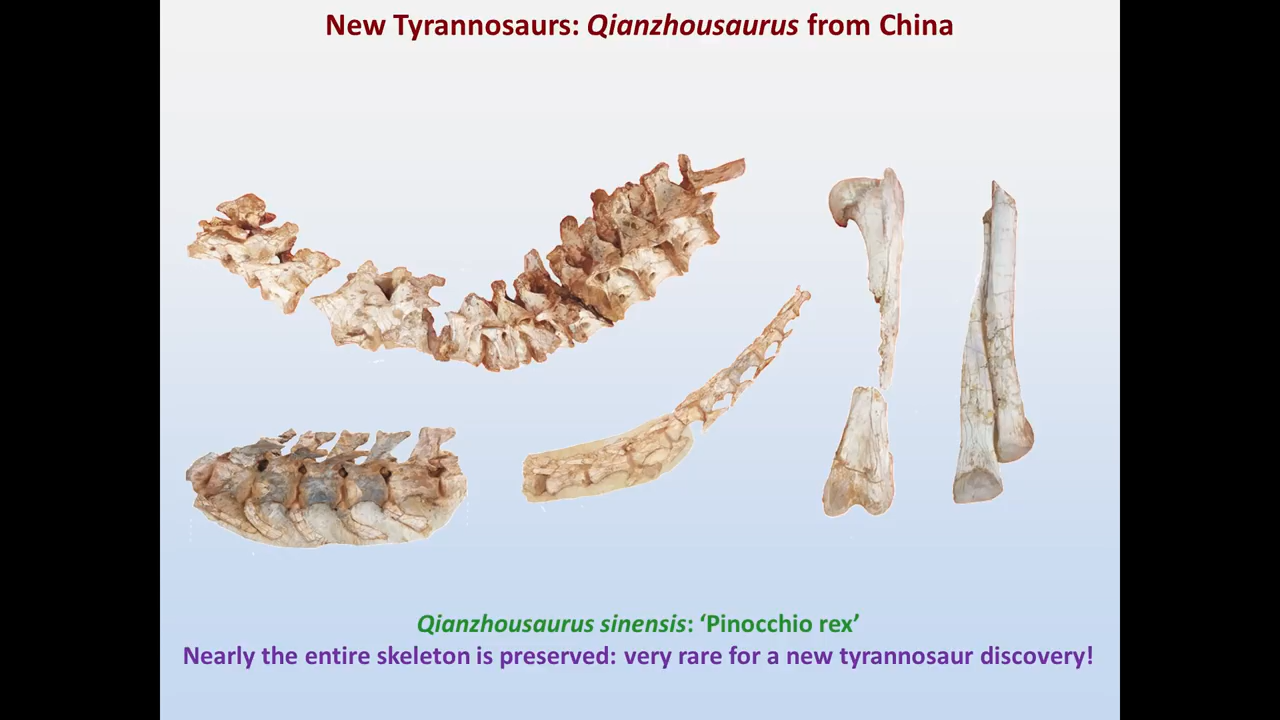 New Tyrannosaurs: Qianzhousaurus from China
Qianzhousaurus sinensis: ‘Pinocchio rex’
Nearly the entire skeleton is preserved: very rare for a new tyrannosaur discovery!